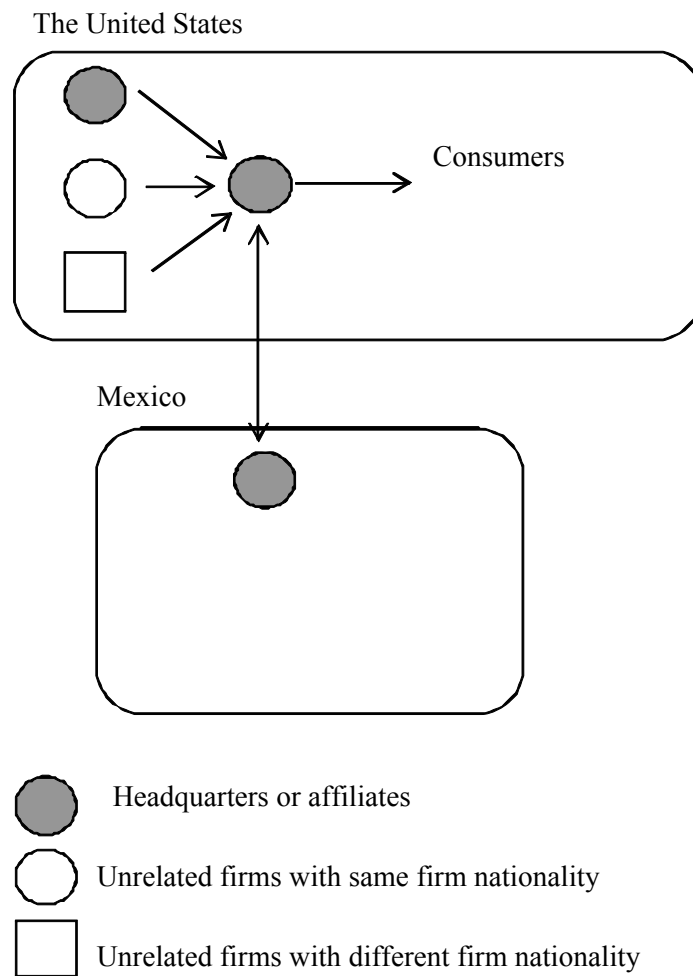 The United States
Consumers
Mexico
Headquarters or affiliates
Unrelated firms with same firm nationality
Unrelated firms with different firm nationality